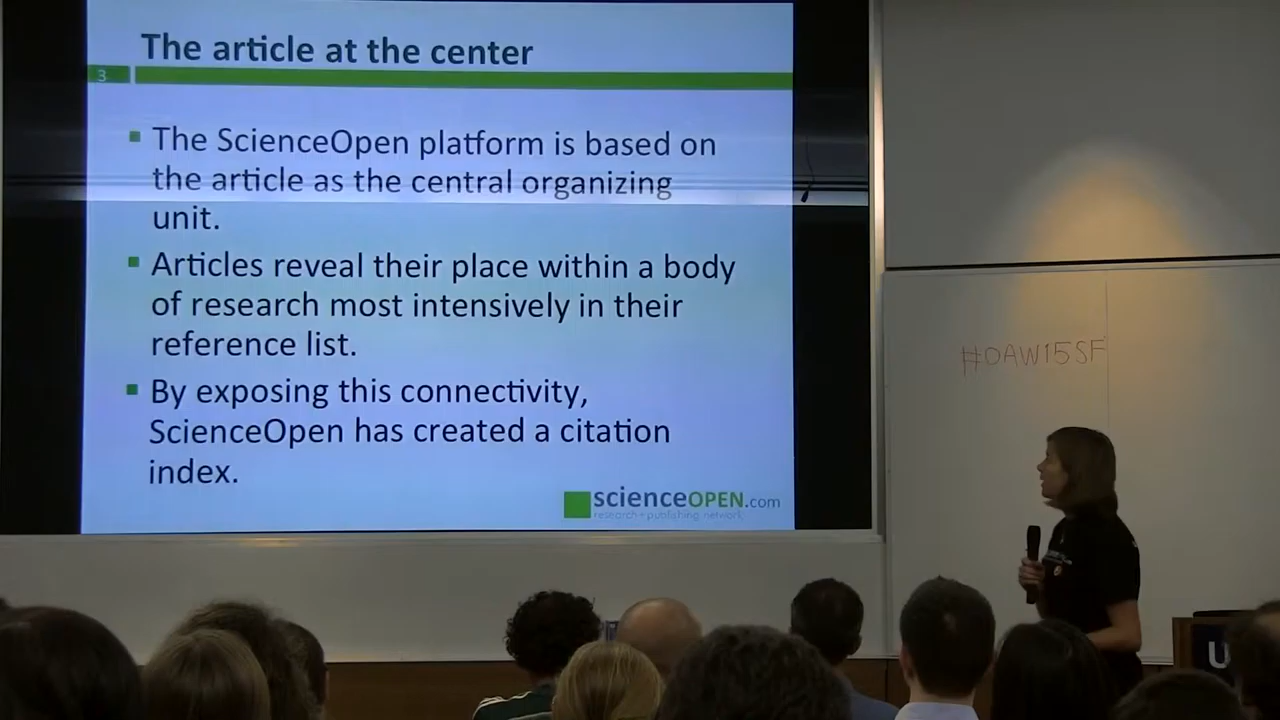 The article at the center
3
The ScienceOpen platform is based on
the article as the central organizing
unit.
Articles reveal their place within a body
of research most intensively in their
reference list.
By exposing this connectivity,
ScienceOpen has created a citation
index.
scienceOPEN.com
research + publishing network
#OAW15SF
U